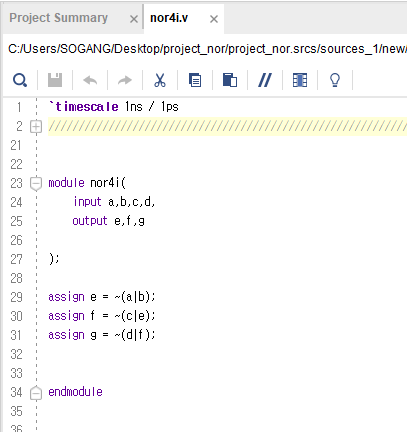 Project Summary × nor4i.v ×
C:/Users/SOGANG/Desktop/project_nor/project_nor.srcs/sources_1/new/
1 `timescale 1ns / 1ps
2 ////////////////////////////////////////////////////////////
21
22
23 module nor4i(
24 input a,b,c,d,
25 output e,f,g
26
27 );
28
29 assign e = ~(a|b);
30 assign f = ~(c|e);
31 assign g = ~(d|f);
32
33
34 endmodule
35
36